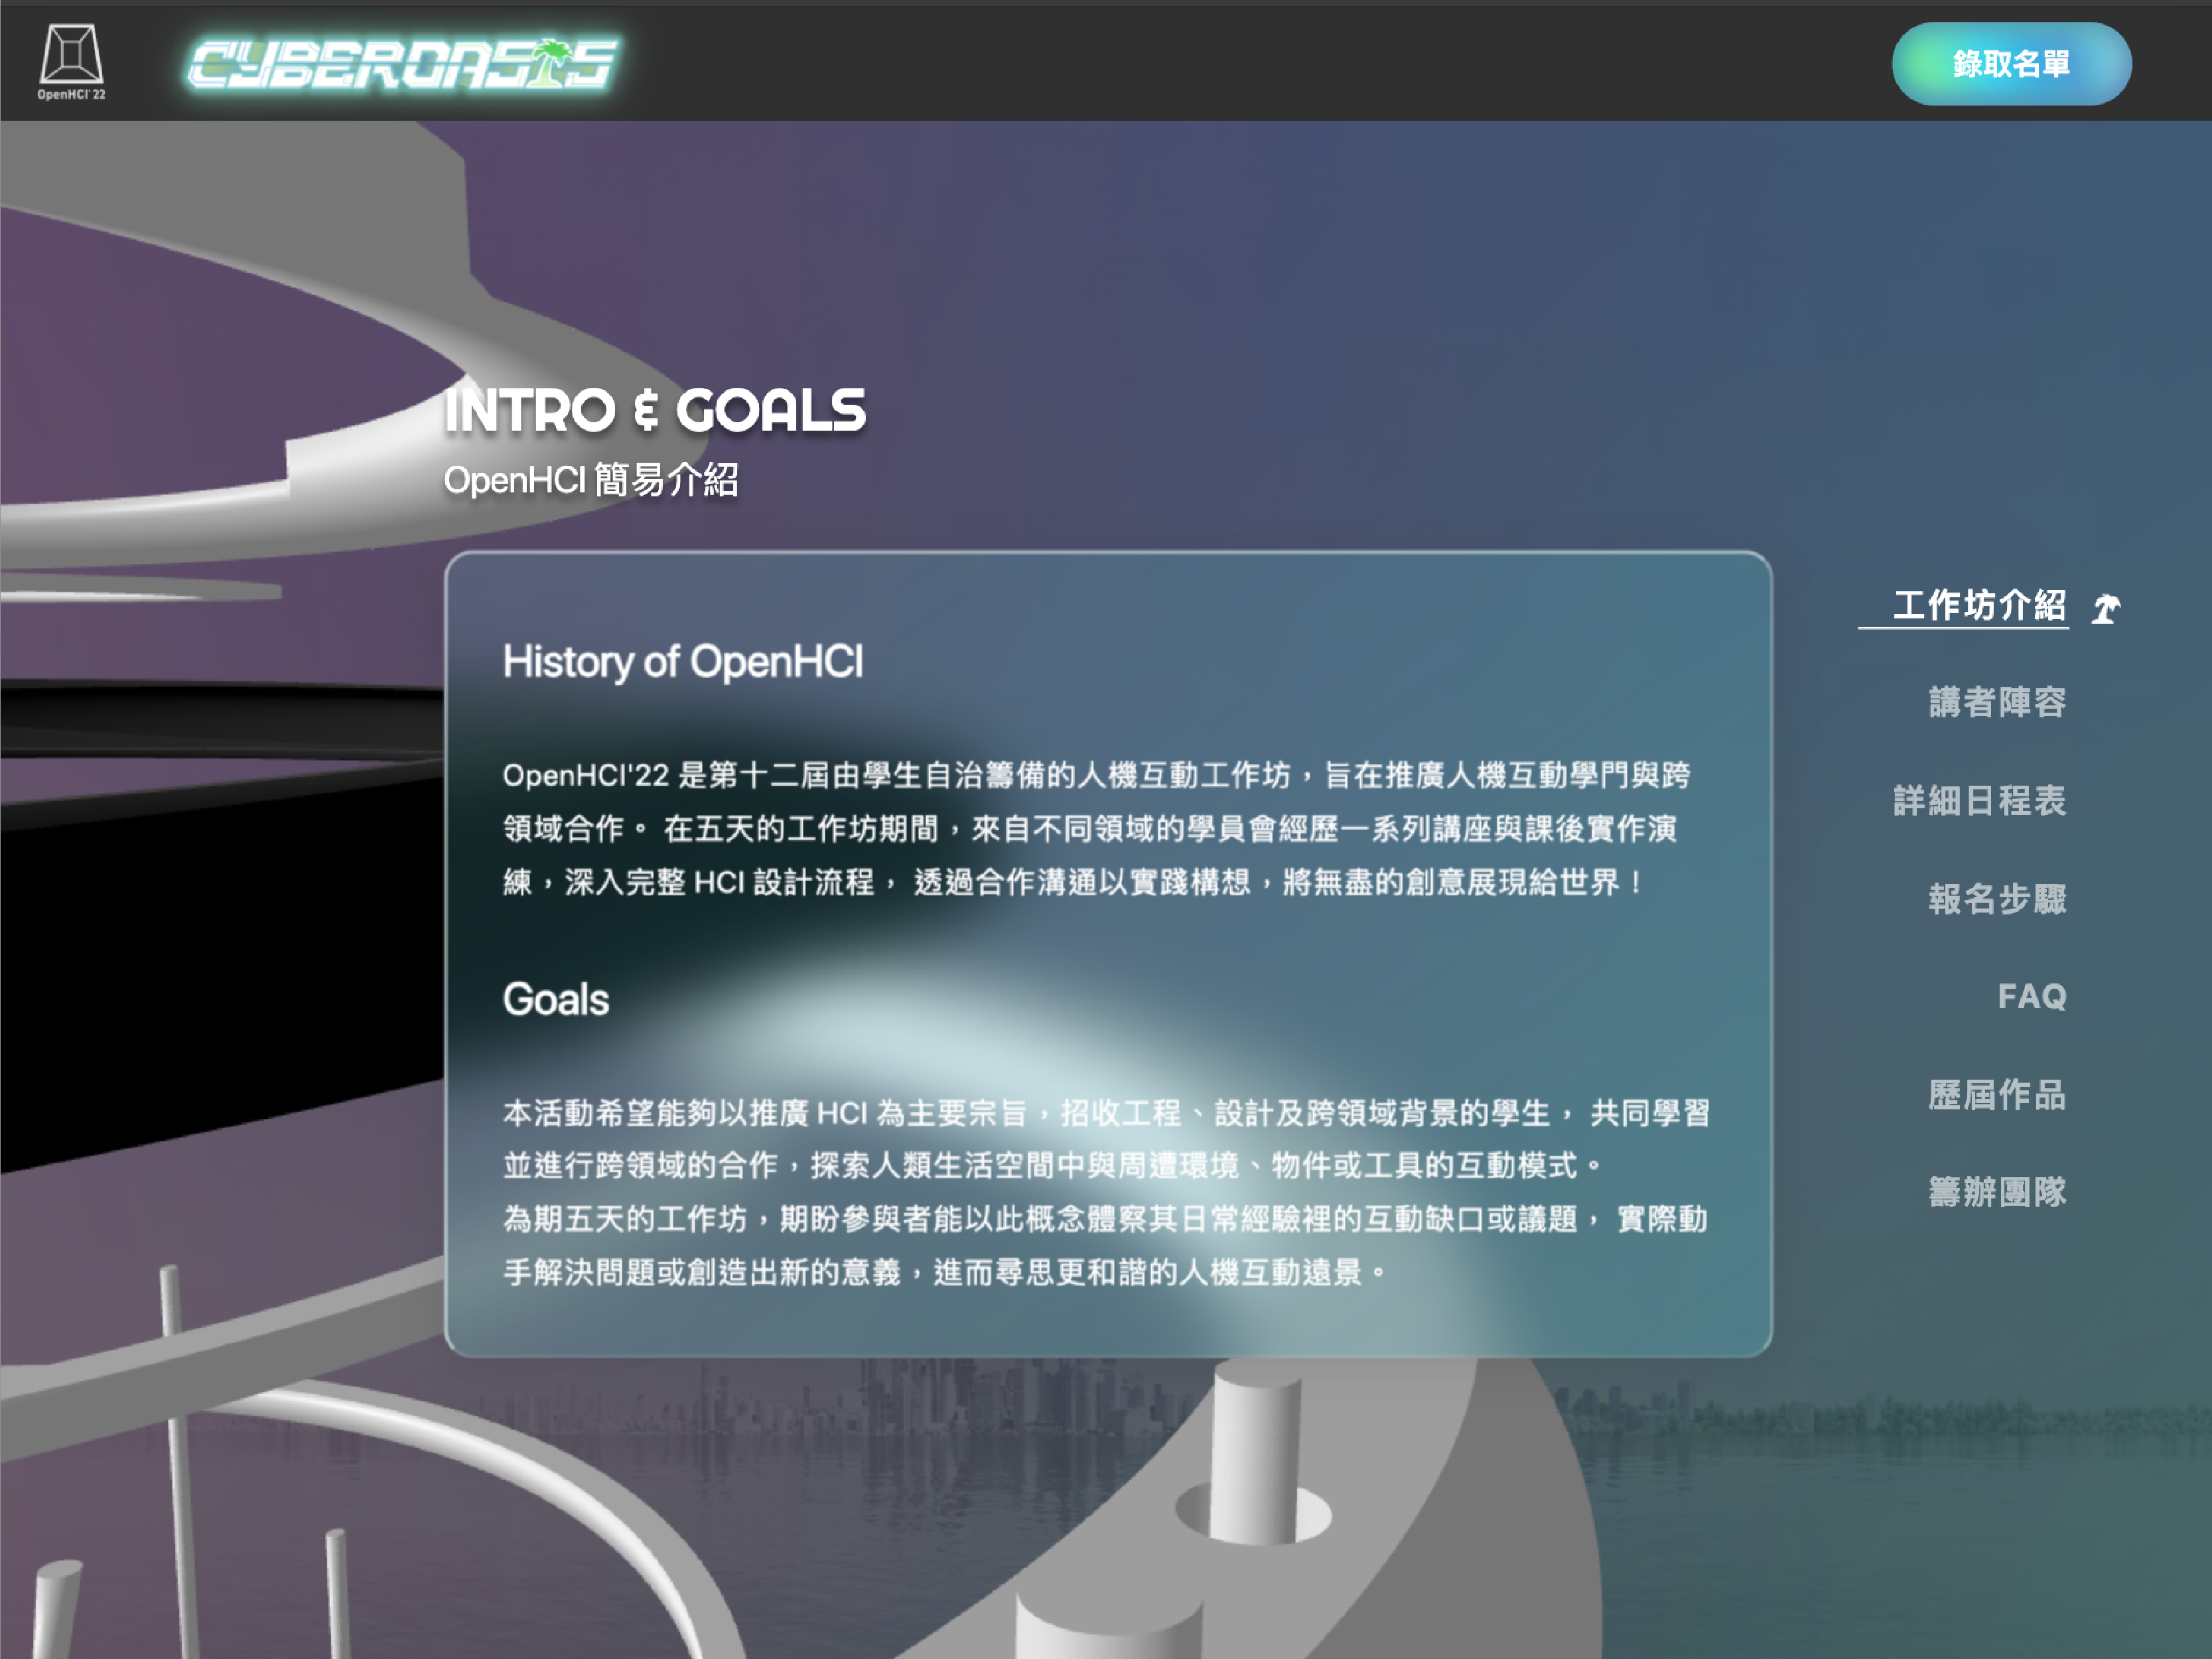 OpenHCI'22
CYBEROASIS
錄取名單
INTRO & GOALS
OpenHCI 簡易介紹
History of OpenHCI
OpenHCI'22 是第十二屆由學生自治籌備的人機互動工作坊，旨在推廣人機互動學門與跨
領域合作。 在五天的工作坊期間，來自不同領域的學員會經歷一系列講座與課後實作演
練，深入完整 HCI 設計流程， 透過合作溝通以實踐構想，將無盡的創意展現給世界！
Goals
本活動希望能夠以推廣 HCI 為主要宗旨，招收工程、設計及跨領域背景的學生， 共同學習
並進行跨領域的合作，探索人類生活空間中與周遭環境、物件或工具的互動模式。
為期五天的工作坊，期盼參與者能以此概念體察其日常經驗裡的互動缺口或議題， 實際動
手解決問題或創造出新的意義，進而尋思更和諧的人機互動遠景。
工作坊介紹
講者陣容
詳細日程表
報名步驟
FAQ
歷屆作品
籌辦團隊